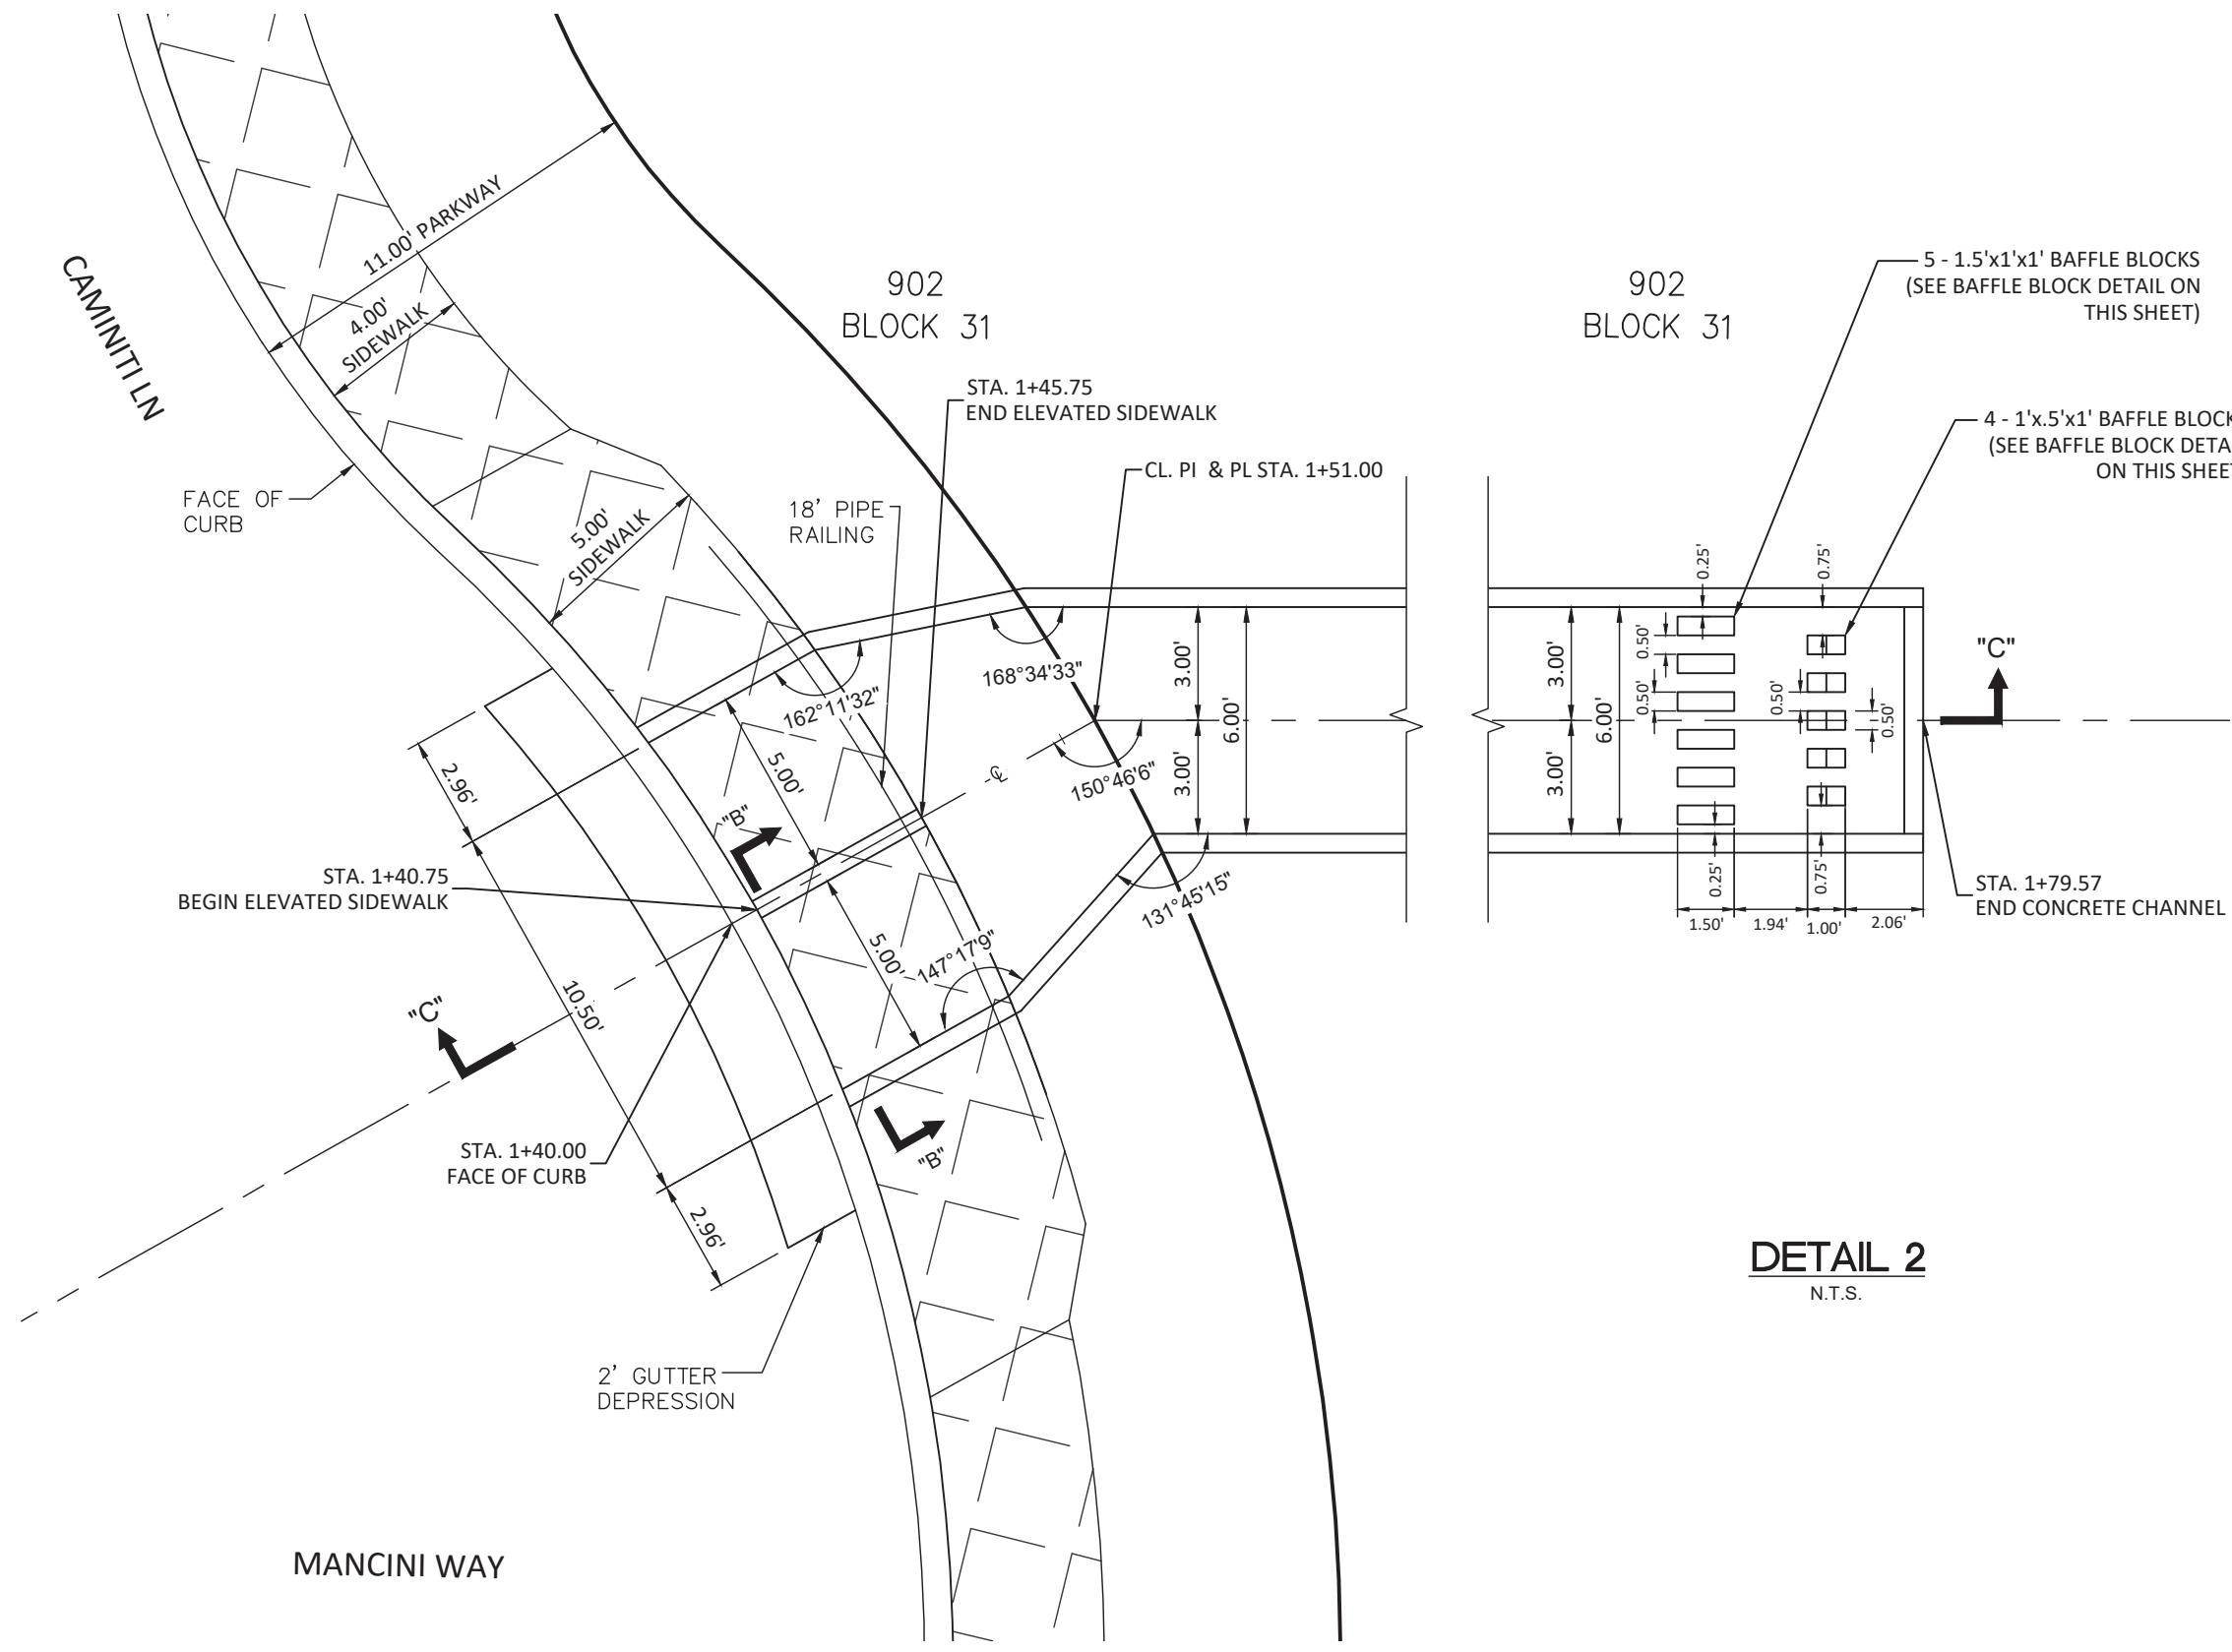 CAMINITI LN
11.00' PARKWAY
4.00'
SIDEWALK
FACE OF
CURB
5.00'
SIDEWALK
18' PIPE
RAILING
902
BLOCK 31
STA. 1+45.75
END ELEVATED SIDEWALK
CL. PI & PL STA. 1+51.00
902
BLOCK 31
5 - 1.5'x1'x1' BAFFLE BLOCKS
(SEE BAFFLE BLOCK DETAIL ON
THIS SHEET)
4 - 1'x.5'x1' BAFFLE BLOCK
(SEE BAFFLE BLOCK DETA
ON THIS SHEET
162°11'32"
168°34'33"
150°46'6"
131°45'15"
147°17'9"
5.00'
5.00'
℄
3.00'
3.00'
6.00'
3.00'
3.00'
6.00'
0.25'
0.50'
0.50'
0.25'
0.75'
0.50'
0.50'
0.75'
1.50'
1.94'
1.00'
2.06'
"C"
STA. 1+79.57
END CONCRETE CHANNEL
2.96'
10.50'
2.96'
"B"
"B"
"C"
STA. 1+40.75
BEGIN ELEVATED SIDEWALK
STA. 1+40.00
FACE OF CURB
2' GUTTER
DEPRESSION
MANCINI WAY
DETAIL 2
N.T.S.